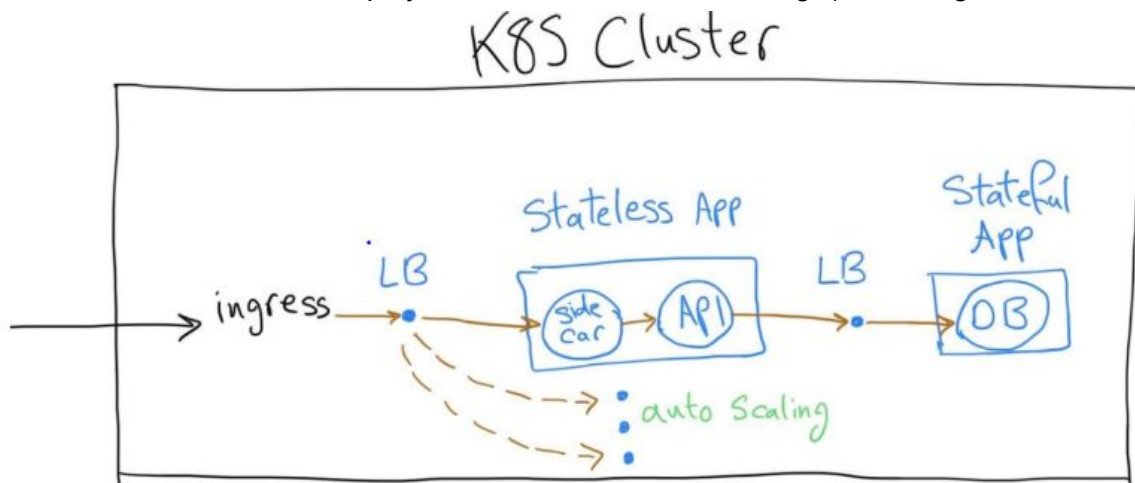 K8S Cluster
Stateless App
Stateful
App
LB
LB
ingress
side
car
API
DB
auto Scaling